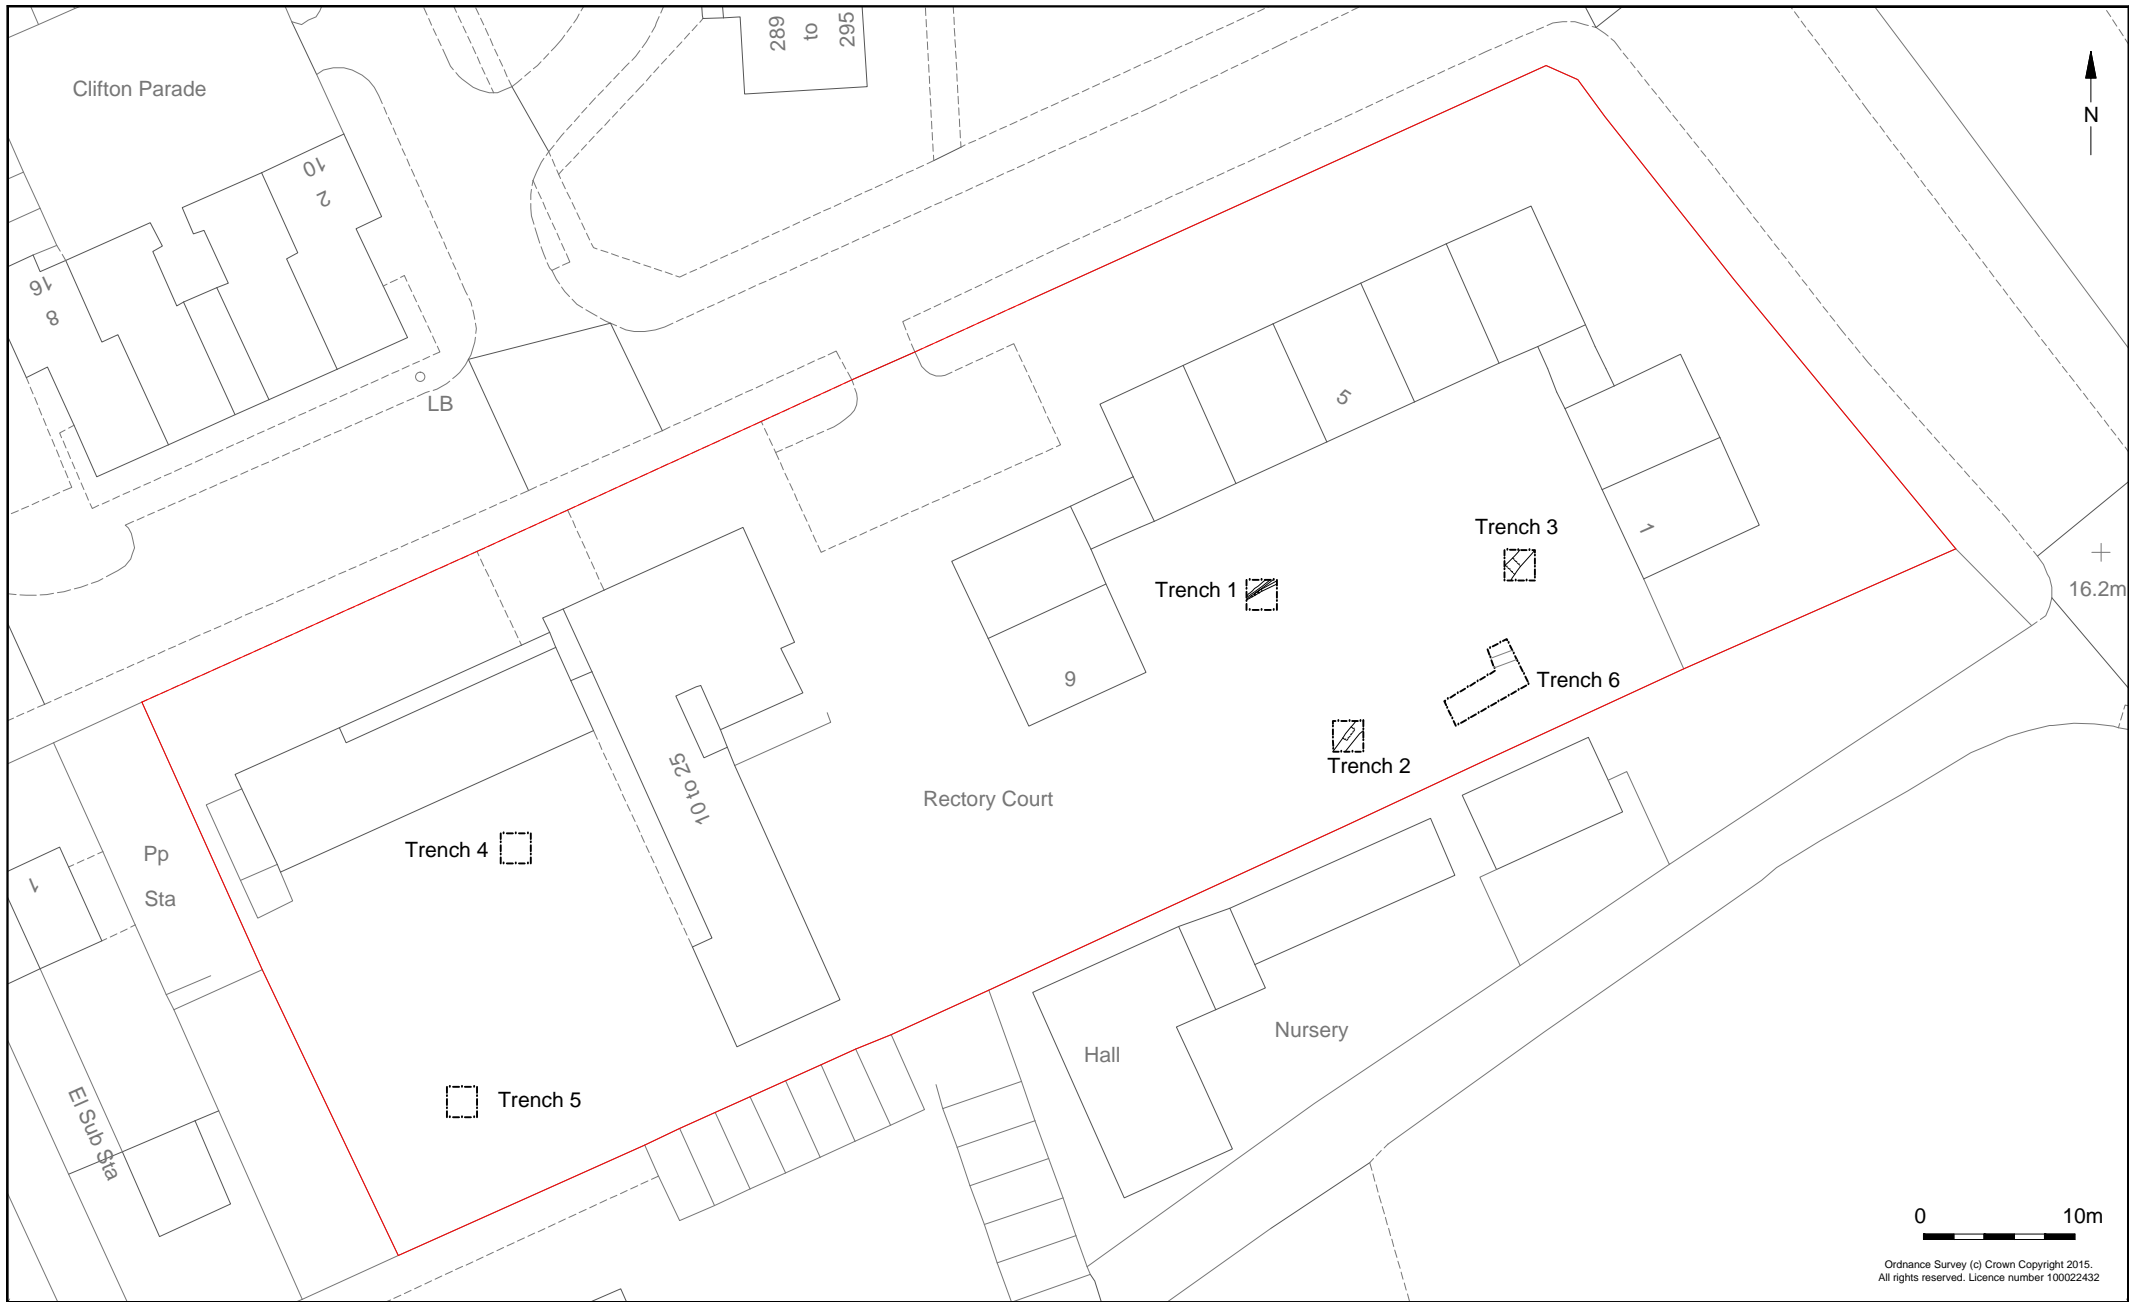 289
to
295
Clifton Parade
N
10
2
16
8
LB
5
Trench 3
1
Trench 1
16.2m
9
Trench 6
Trench 2
10 to 25
Rectory Court
Trench 4
Pp
Sta
1
Nursery
Hall
Trench 5
El Sub Sta
0 10m
Ordnance Survey (c) Crown Copyright 2015.
All rights reserved. Licence number 100022432